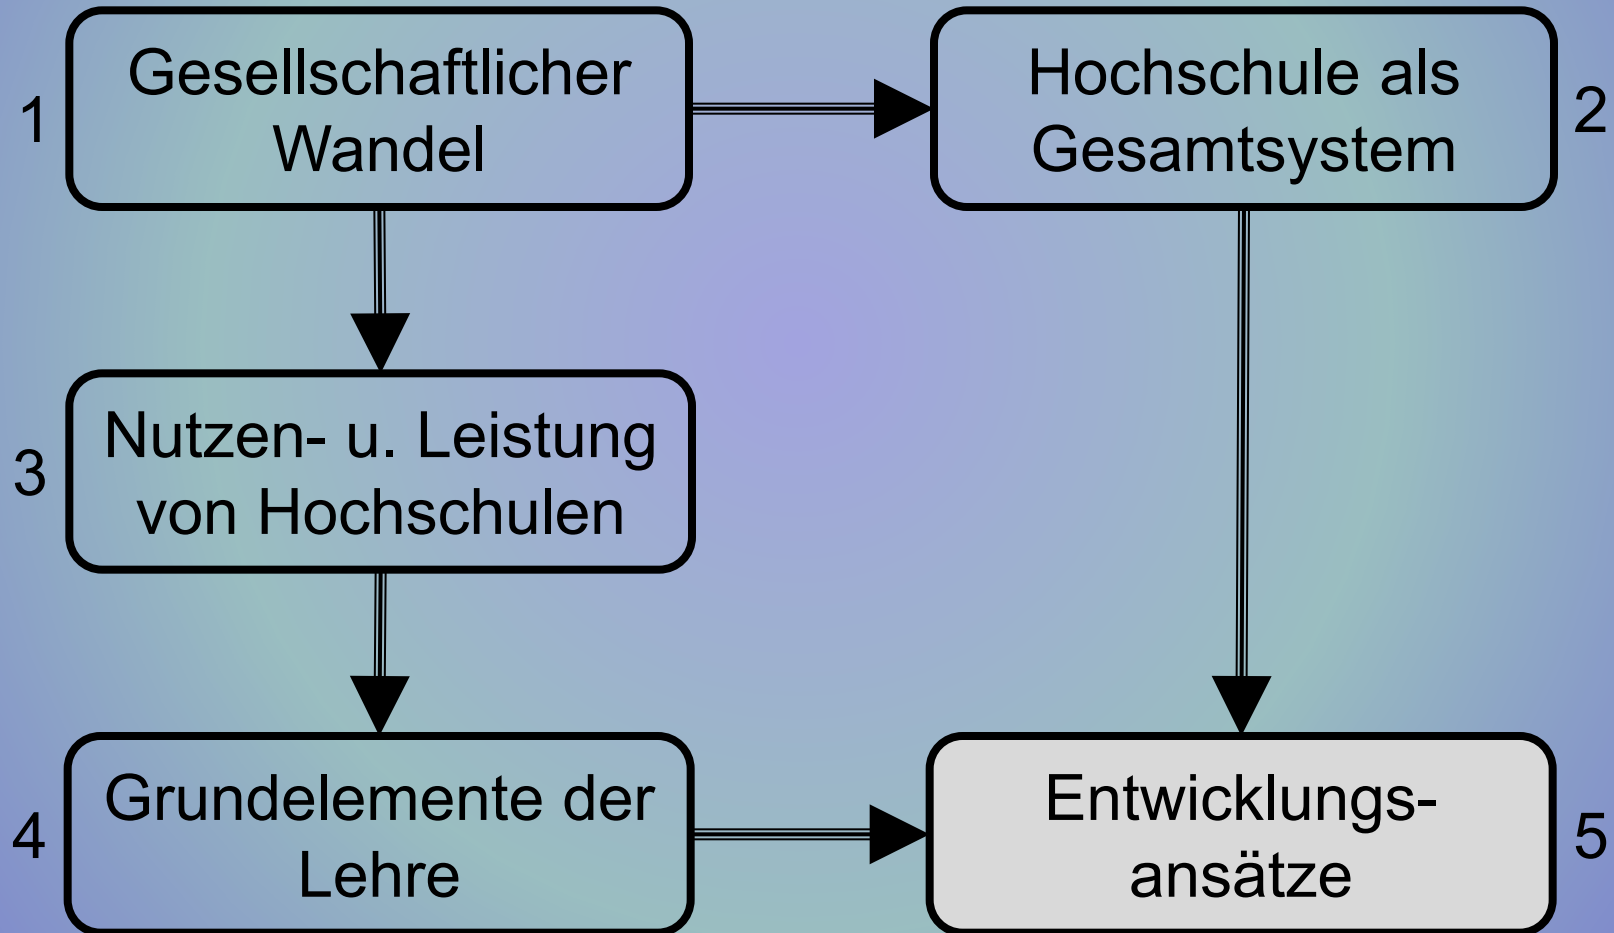 1
Gesellschaftlicher
Wandel
Hochschule als
Gesamtsystem
2
3
Nutzen- u. Leistung
von Hochschulen
4
Grundelemente der
Lehre
Entwicklungs-
ansätze
5